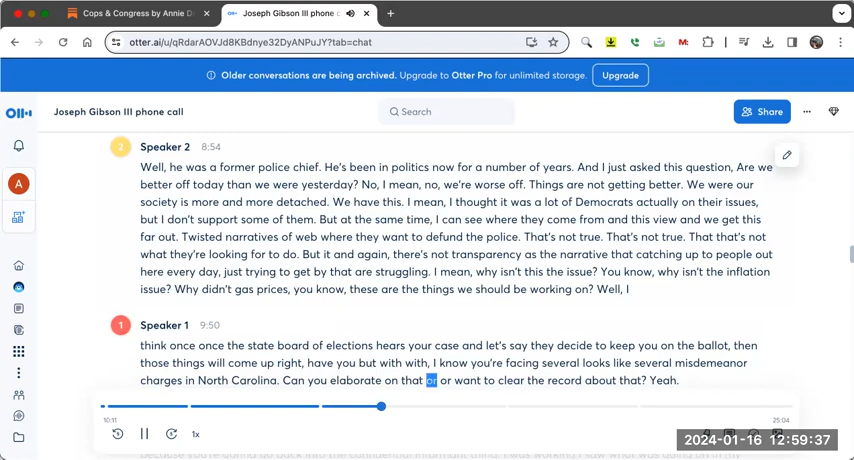 Cops & Congress by Annie D
Joseph Gibson III phone c
otter.ai/u/qRdarAOVJd8KBdnye32DyANPuJY?tab=chat
Older conversations are being archived. Upgrade to Otter Pro for unlimited storage.
Upgrade
Joseph Gibson III phone call
Search
Share
A
2
Speaker 2 8:54
Well, he was a former police chief. He's been in politics now for a number of years. And I just asked this question, Are we
better off today than we were yesterday? No, I mean, no, we're worse off. Things are not getting better. We were our
society is more and more detached. We have this. I mean, I thought it was a lot of Democrats actually on their issues,
but I don't support some of them. But at the same time, I can see where they come from and this view and we get this
far out. Twisted narratives of web where they want to defund the police. That's not true. That's not true. That that's not
what they're looking for to do. But it and again, there's not transparency as the narrative that catching up to people out
here every day, just trying to get by that are struggling. I mean, why isn't this the issue? You know, why isn't the inflation
issue? Why didn't gas prices, you know, these are the things we should be working on? Well, I
1
Speaker 1 9:50
think once once the state board of elections hears your case and let's say they decide to keep you on the ballot, then
those things will come up right, have you but with with, I know you're facing several looks like several misdemeanor
charges in North Carolina. Can you elaborate on that or or want to clear the record about that? Yeah.
10:11
25:04
1x
2024-01-16 12:59:37